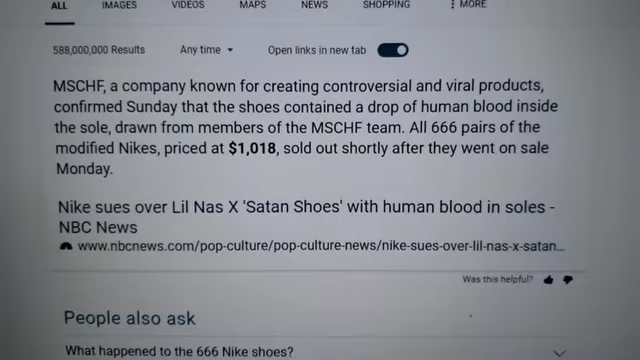 ALL IMAGES VIDEOS MAPS NEWS SHOPPING MORE
588,000,000 Results Any time Open links in new tab
MSCHF, a company known for creating controversial and viral products,
confirmed Sunday that the shoes contained a drop of human blood inside
the sole, drawn from members of the MSCHF team. All 666 pairs of the
modified Nikes, priced at $1,018, sold out shortly after they went on sale
Monday.
Nike sues over Lil Nas X 'Satan Shoes' with human blood in soles -
NBC News
www.nbcnews.com/pop-culture/pop-culture-news/nike-sues-over-lil-nas-x-satan...
Was this helpful?
People also ask
What happened to the 666 Nike shoes?